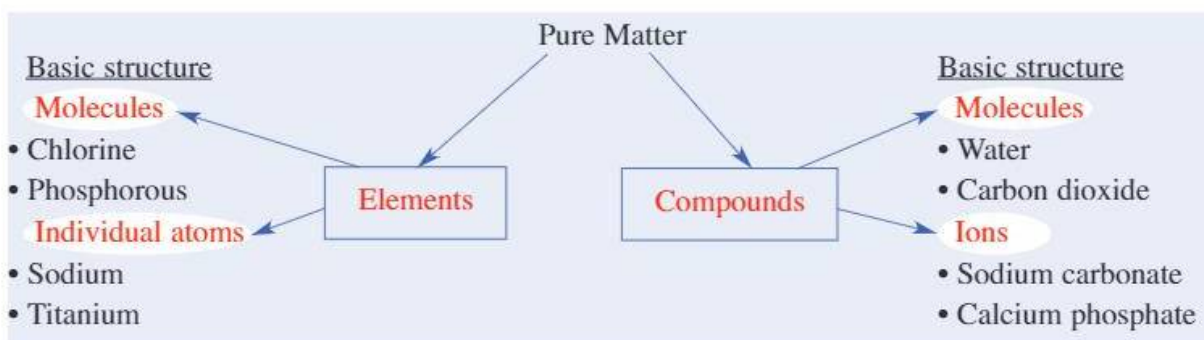 Pure Matter
Basic structure
Molecules
• Chlorine
• Phosphorous
Individual atoms
• Sodium
• Titanium
Elements
Compounds
Basic structure
Molecules
• Water
• Carbon dioxide
Ions
• Sodium carbonate
• Calcium phosphate